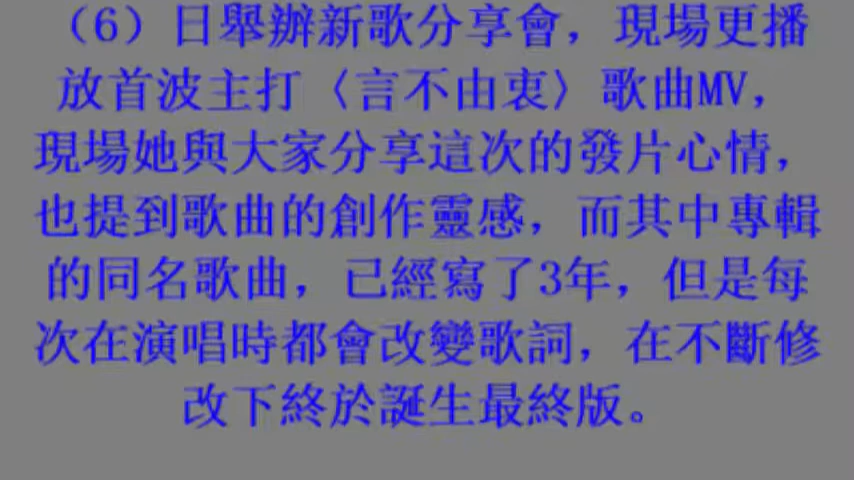 （6）日舉辦新歌分享會，現場更播
放首波主打〈言不由衷〉歌曲MV，
現場她與大家分享這次的發片心情，
也提到歌曲的創作靈感，而其中專輯
的同名歌曲，已經寫了3年，但是每
次在演唱時都會改變歌詞，在不斷修
改下終於誕生最終版。